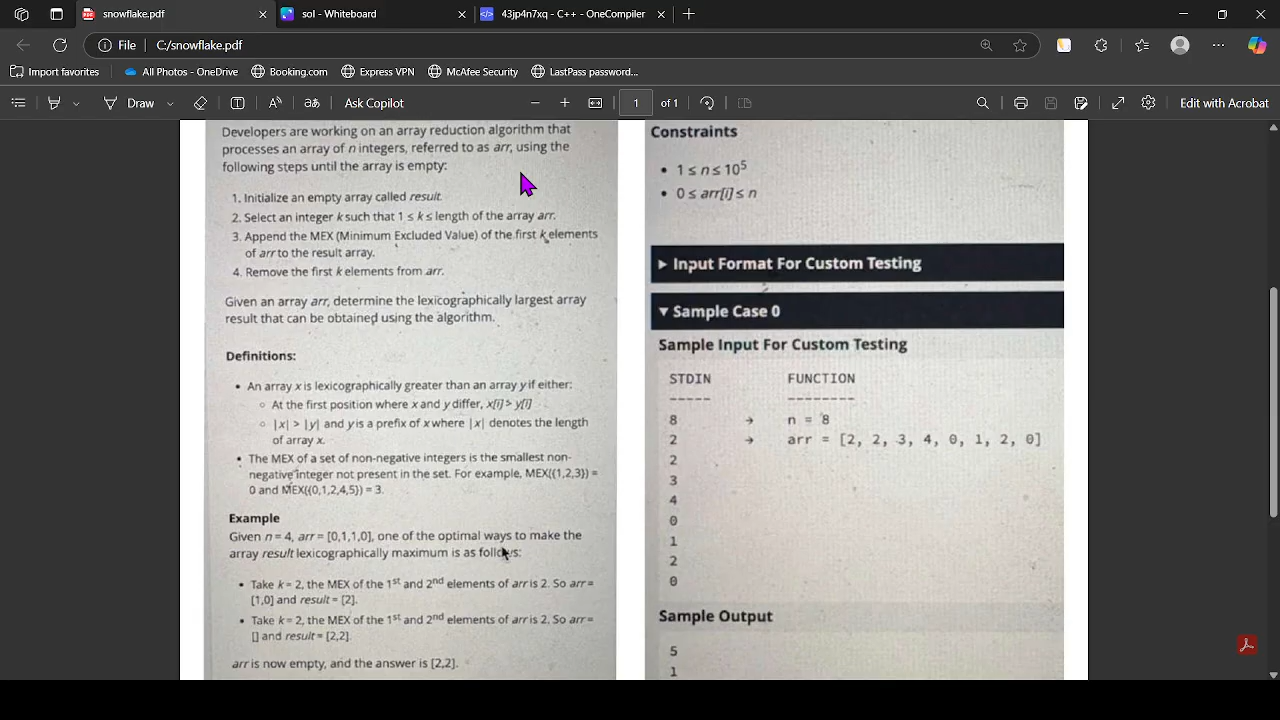 snowflake.pdf
sol - Whiteboard
43jp4n7xq - C++ - OneCompiler
File
C:/snowflake.pdf
Import favorites
All Photos - OneDrive
Booking.com
Express VPN
McAfee Security
LastPass password...
Draw
Ask Copilot
1
of 1
Edit with Acrobat
Developers are working on an array reduction algorithm that
processes an array of n integers, referred to as arr, using the
following steps until the array is empty:
1. Initialize an empty array called result.
2. Select an integer k such that 1 ≤ k ≤ length of the array arr.
3. Append the MEX (Minimum Excluded Value) of the first k elements
of arr to the result array.
4. Remove the first k elements from arr.
Given an array arr, determine the lexicographically largest array
result that can be obtained using the algorithm.
Definitions:
• An array x is lexicographically greater than an array y if either:
○ At the first position where x and y differ, x[i] > y[i]
○ |x| > |y| and y is a prefix of x where |x| denotes the length
of array x.
• The MEX of a set of non-negative integers is the smallest non-
negative integer not present in the set. For example, MEX({1,2,3}) =
0 and MEX({0,1,2,4,5}) = 3.
Example
Given n = 4, arr = [0,1,1,0], one of the optimal ways to make the
array result lexicographically maximum is as follows:
• Take k = 2, the MEX of the 1st and 2nd elements of arr is 2. So arr =
[1,0] and result = [2].
• Take k = 2, the MEX of the 1st and 2nd elements of arr is 2. So arr =
[] and result = [2,2].
arr is now empty, and the answer is [2,2].
Constraints
• 1 ≤ n ≤ 10^5
• 0 ≤ arr[i] ≤ n
▶ Input Format For Custom Testing
▼ Sample Case 0
Sample Input For Custom Testing
STDIN FUNCTION
----- --------
8 → n = 8
2 → arr = [2, 2, 3, 4, 0, 1, 2, 0]
2
3
4
0
1
2
0
Sample Output
5
1